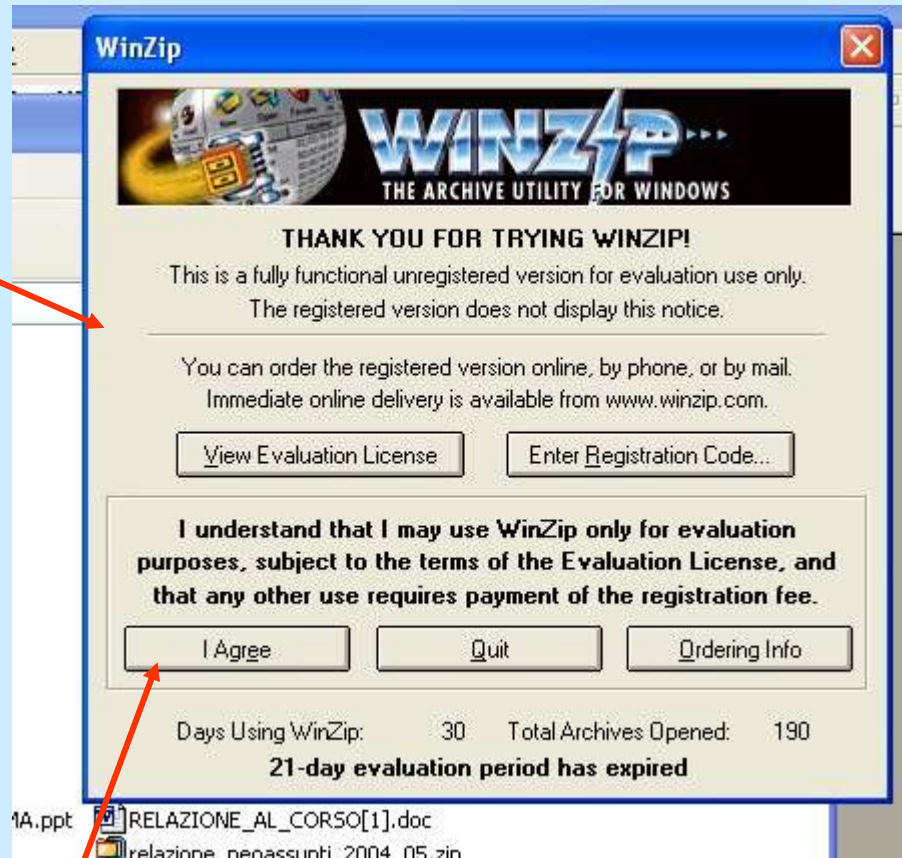 WinZip
WINZIP
THE ARCHIVE UTILITY FOR WINDOWS
THANK YOU FOR TRYING WINZIP!
This is a fully functional unregistered version for evaluation use only.
The registered version does not display this notice.
You can order the registered version online, by phone, or by mail.
Immediate online delivery is available from www.winzip.com.
View Evaluation License
Enter Registration Code...
I understand that I may use WinZip only for evaluation
purposes, subject to the terms of the Evaluation License, and
that any other use requires payment of the registration fee.
I Agree
Quit
Ordering Info
Days Using WinZip: 30 Total Archives Opened: 190
21-day evaluation period has expired
MA.ppt RELAZIONE_AL_CORSO[1].doc
relazione_neoassunti_2004_05.zip